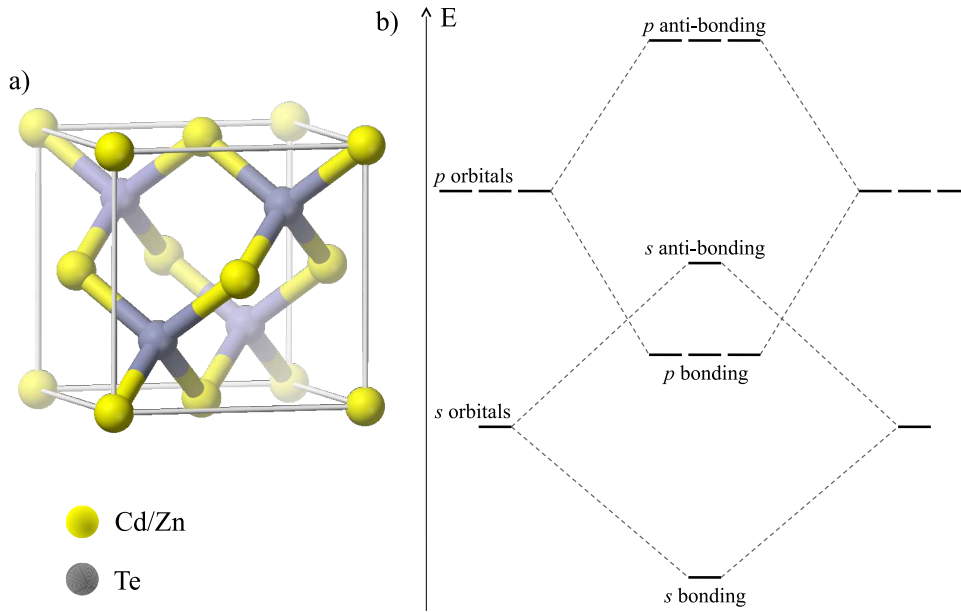 a)
Cd/Zn
Te
b)
E
p anti-bonding
p orbitals
s anti-bonding
p bonding
s orbitals
s bonding